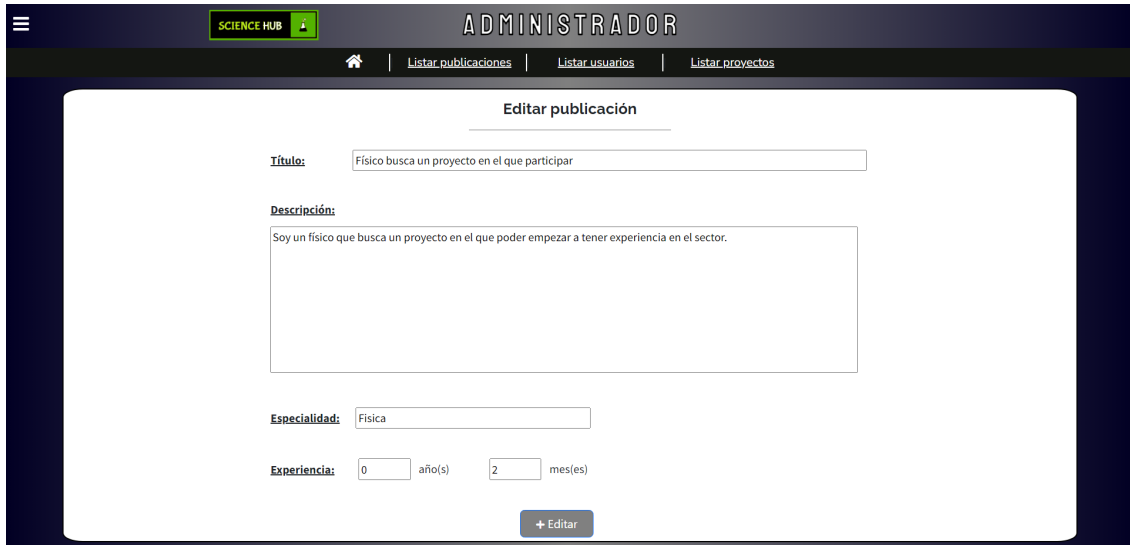 SCIENCE HUB
ADMINISTRADOR
Listar publicaciones
Listar usuarios
Listar proyectos
Editar publicación
Título:
Físico busca un proyecto en el que participar
Descripción:
Soy un físico que busca un proyecto en el que poder empezar a tener experiencia en el sector.
Especialidad:
Fisica
Experiencia:
0
año(s)
2
mes(es)
+ Editar